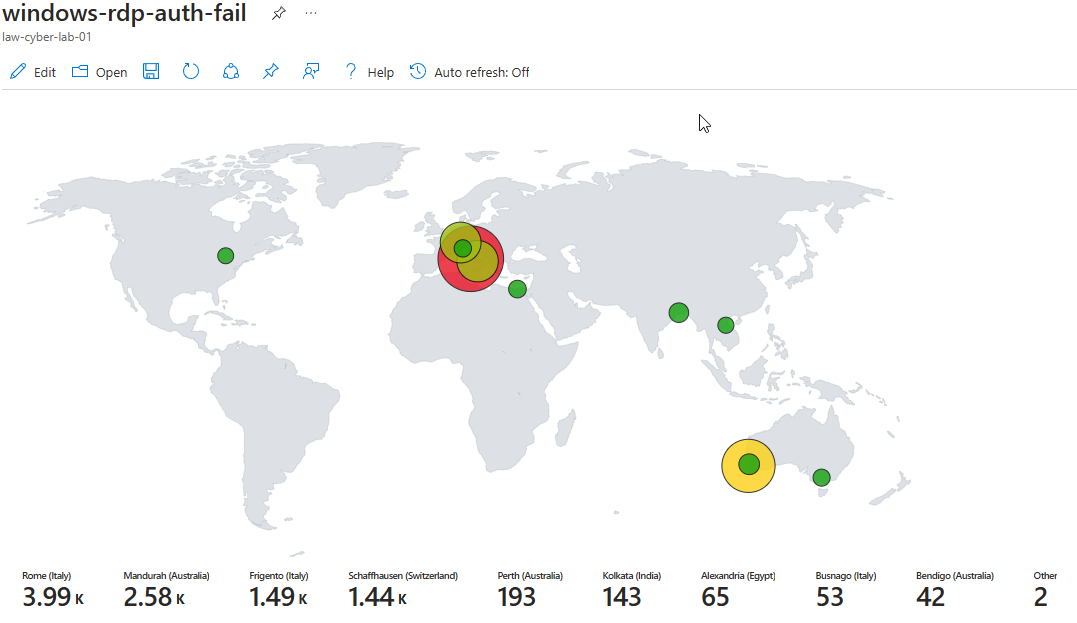 windows-rdp-auth-fail
law-cyber-lab-01
Edit Open Help Auto refresh: Off
Rome (Italy) Mandurah (Australia) Frigento (Italy) Schaffhausen (Switzerland) Perth (Australia) Kolkata (India) Alexandria (Egypt) Busnago (Italy) Bendigo (Australia) Other
3.99 K 2.58 K 1.49 K 1.44 K 193 143 65 53 42 2